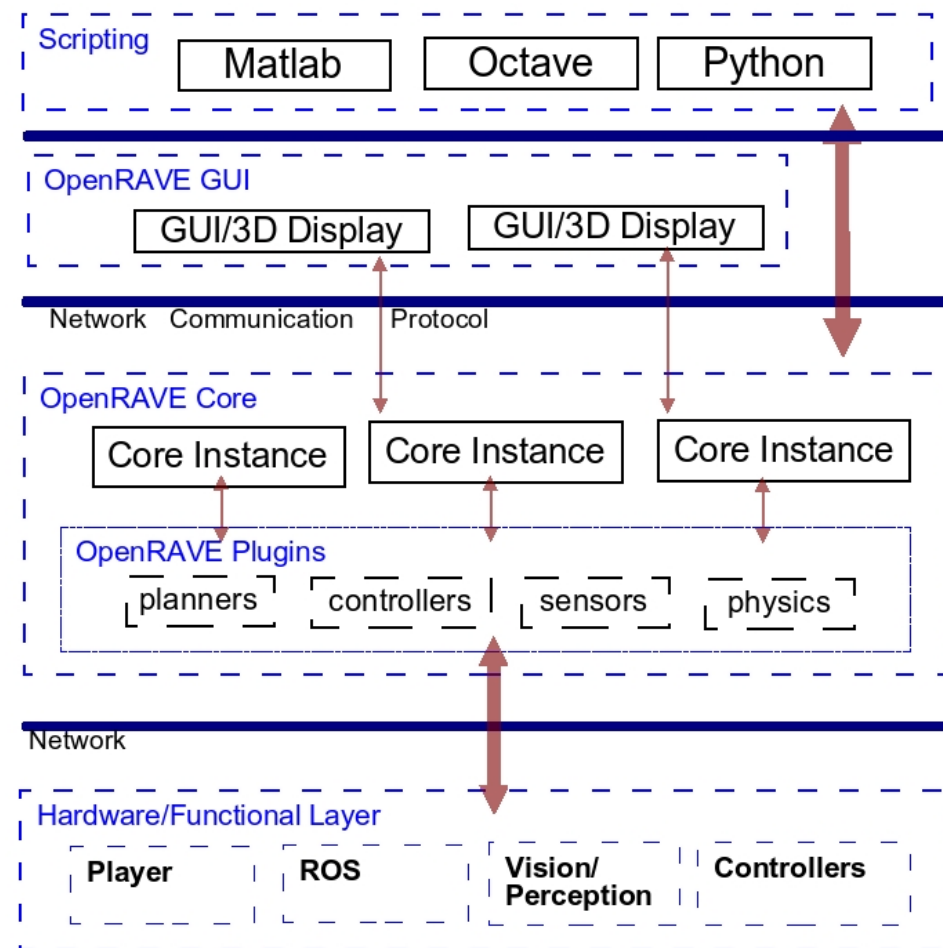 Scripting
Matlab Octave Python
OpenRAVE GUI
GUI/3D Display GUI/3D Display
Network Communication Protocol
OpenRAVE Core
Core Instance Core Instance Core Instance
OpenRAVE Plugins
planners controllers sensors physics
Network
Hardware/Functional Layer
Player ROS Vision/ Controllers
Perception